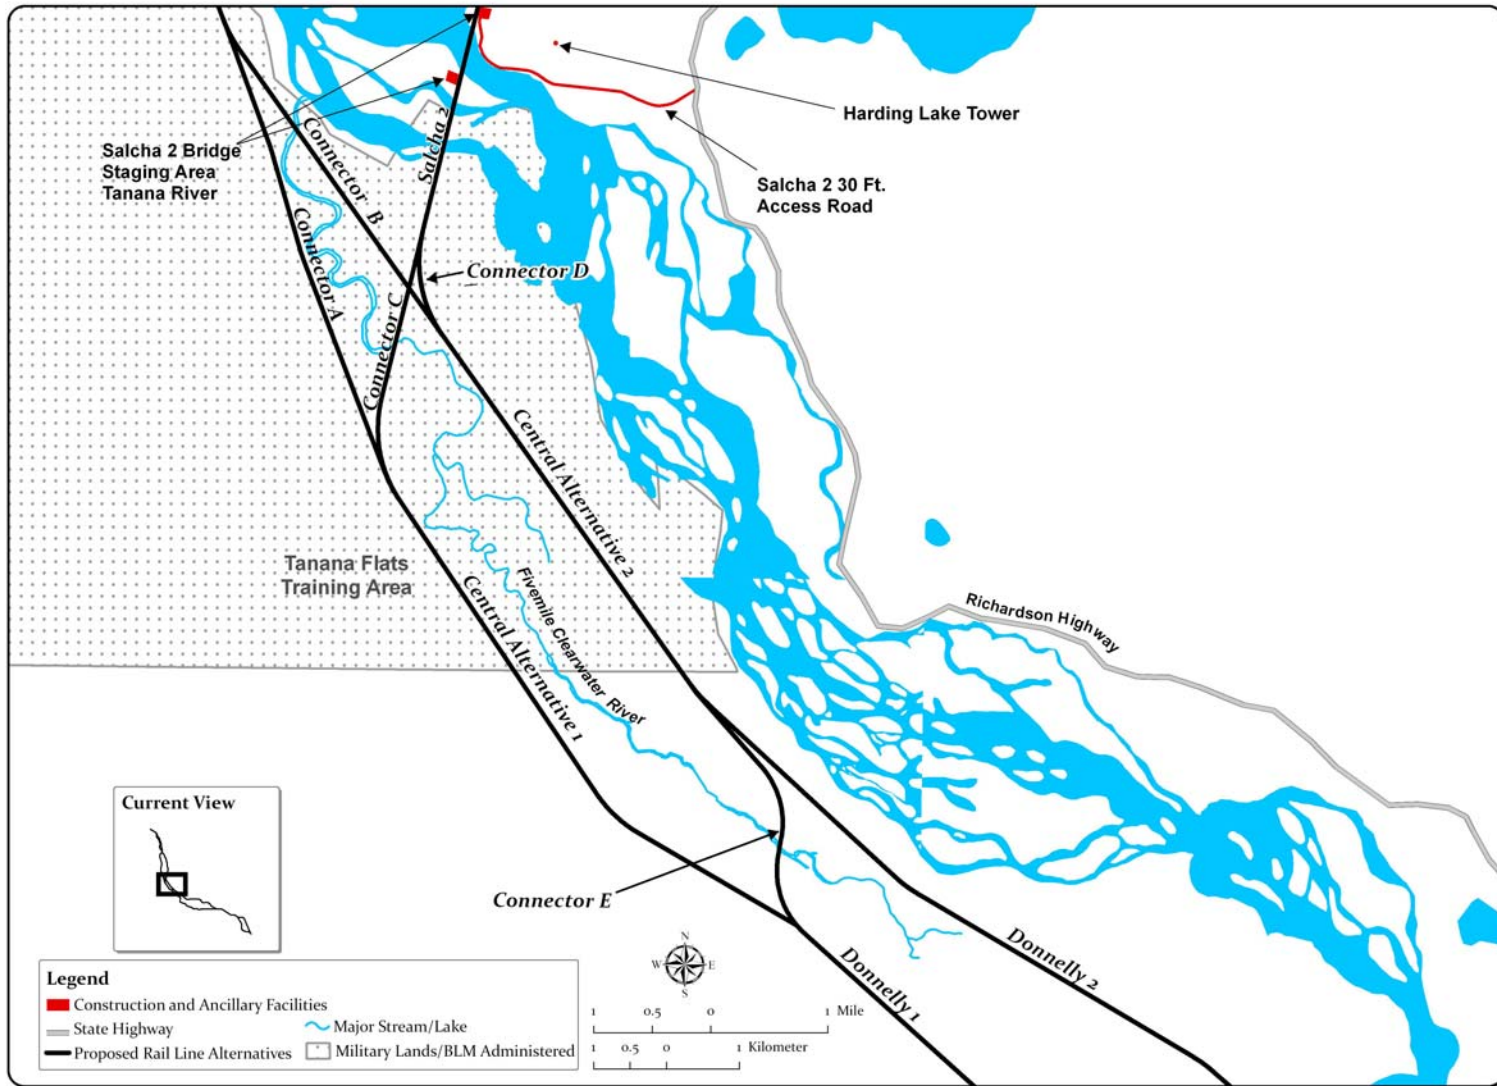 Harding Lake Tower
Salcha 2 Bridge
Staging Area
Tanana River
Salcha 2 30 Ft.
Access Road
Salcha 2
Connector B
Connector A
Connector D
Connector C
Central Alternative 2
Tanana Flats
Training Area
Fivemile Clearwater River
Central Alternative 1
Richardson Highway
Connector E
Donnelly 2
Donnelly 1
Current View
N
W
E
S
Legend
Construction and Ancillary Facilities
State Highway
Major Stream/Lake
Proposed Rail Line Alternatives
Military Lands/BLM Administered
1 0.5 0 1 Mile
1 0.5 0 1 Kilometer